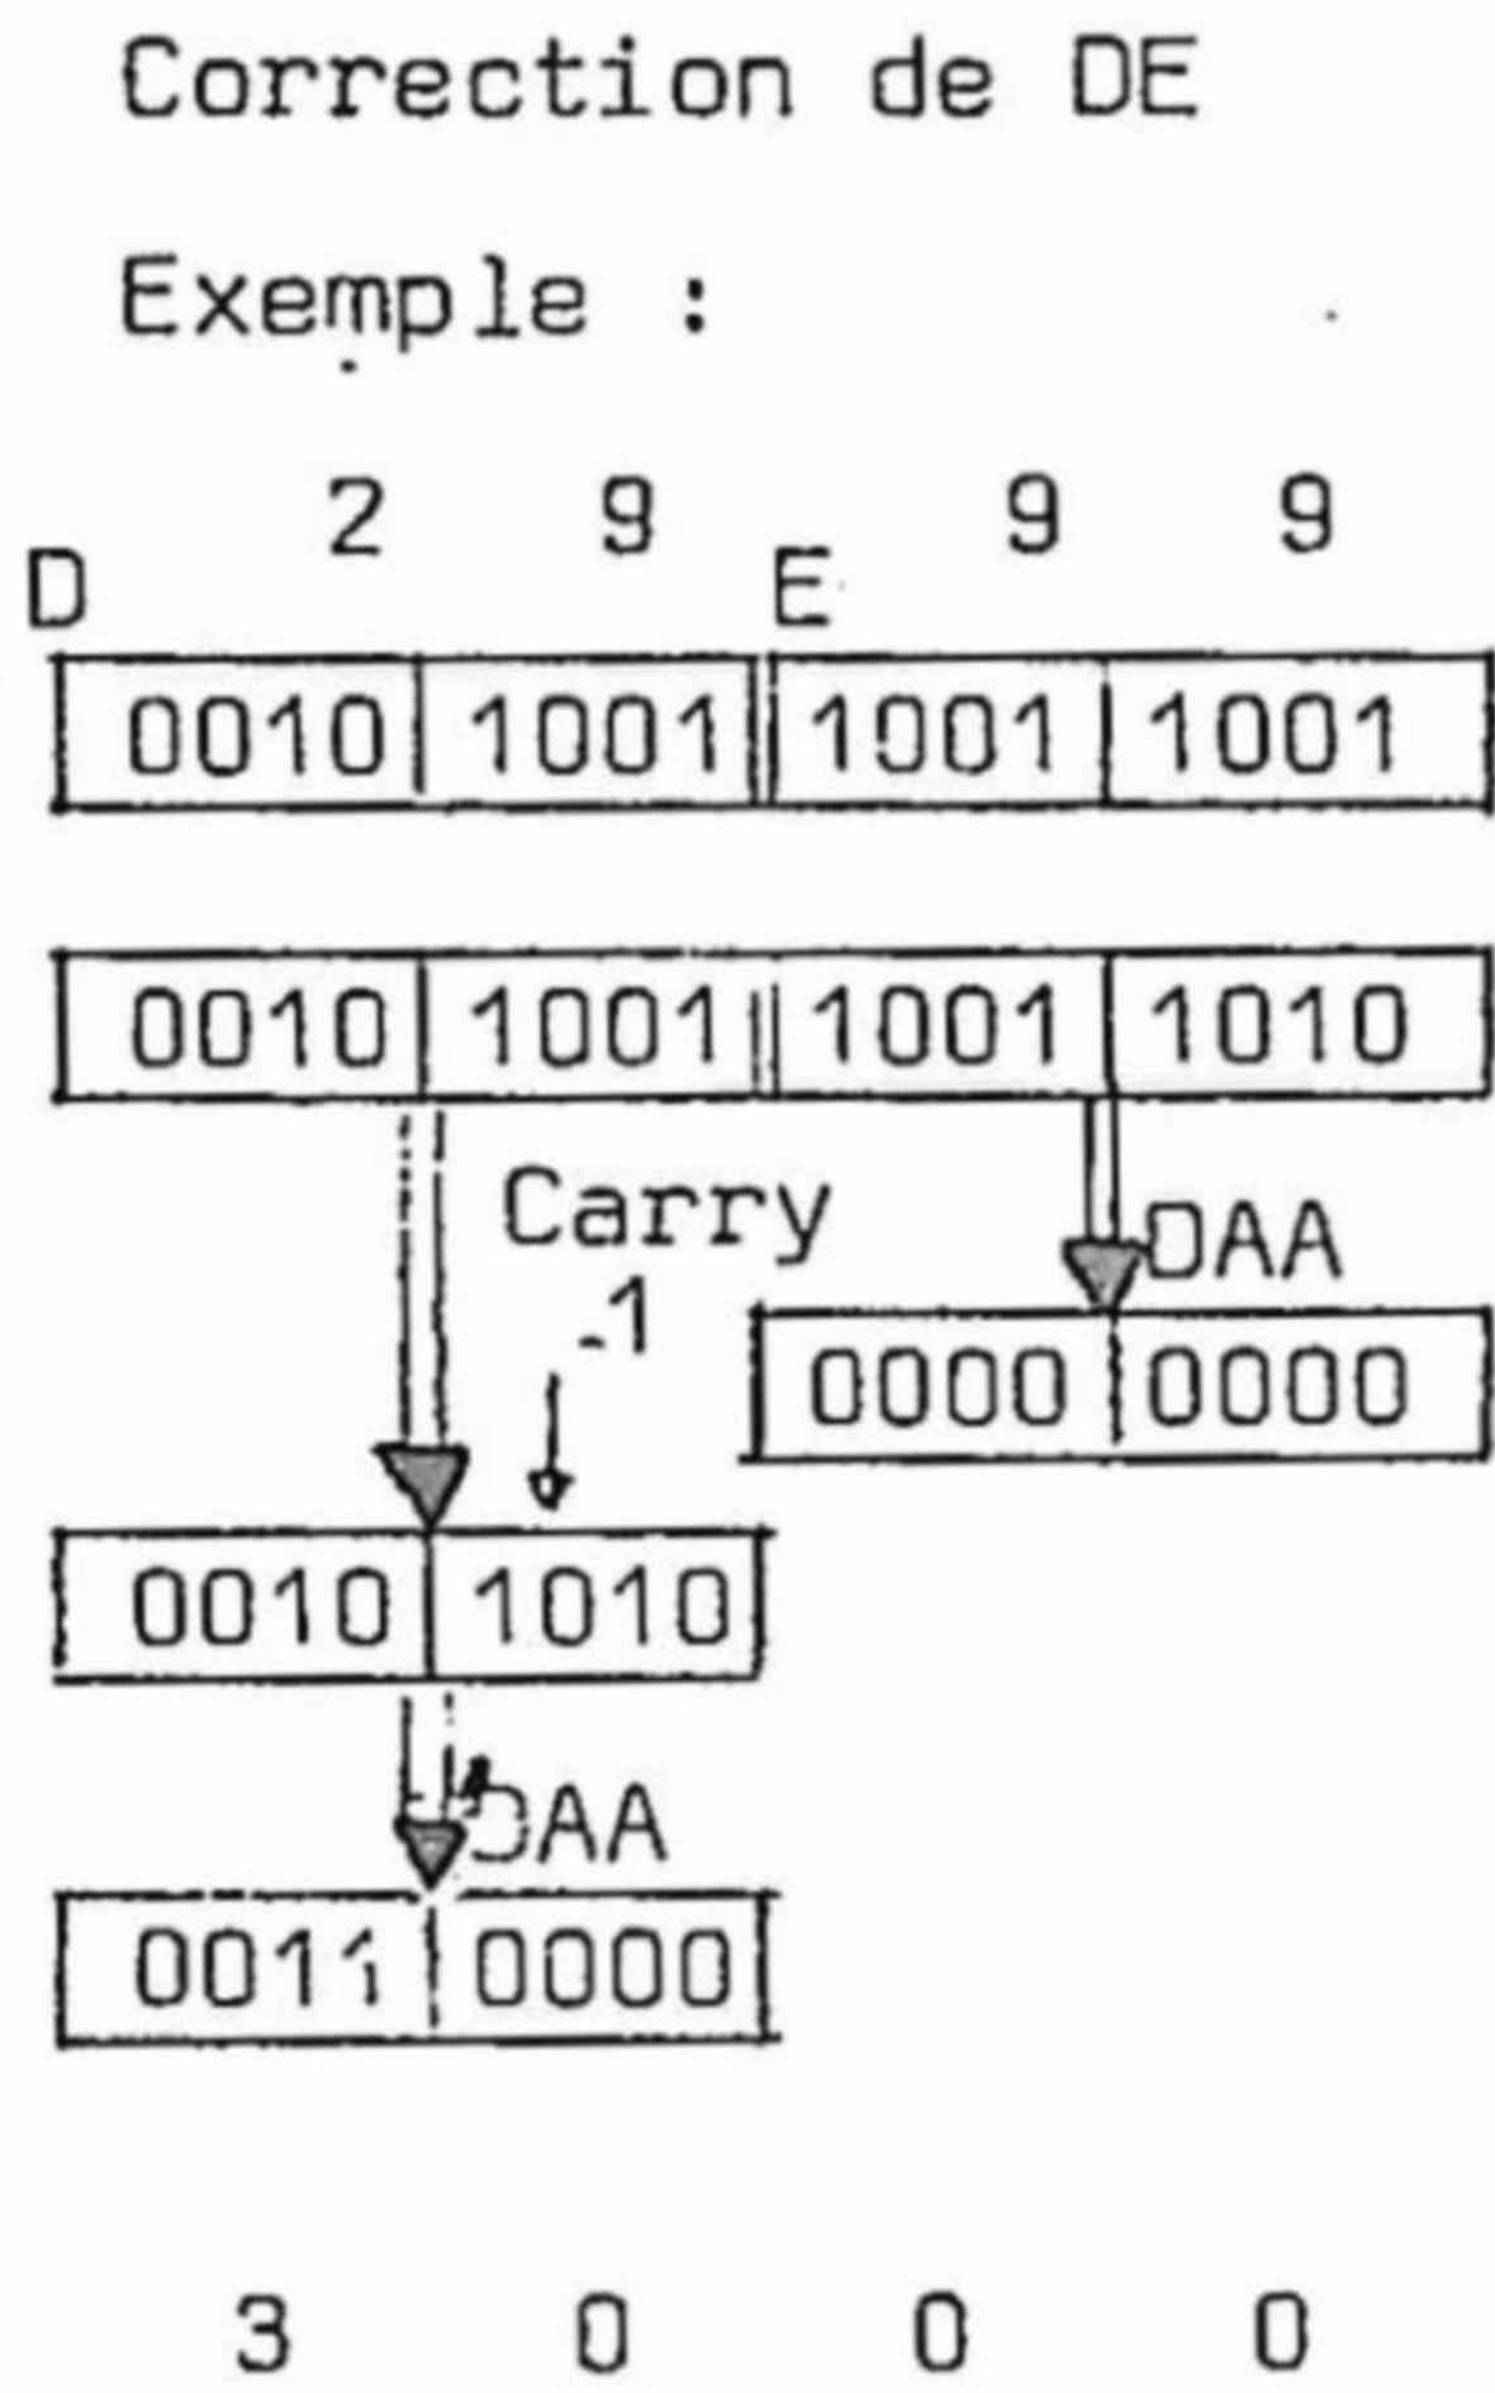 Correction de DE
Exemple :
2 9 9 9
D E
0010 1001 1001 1001
0010 1001 1001 1010
Carry
DAA
1
0000 0000
0010 1010
DAA
0011 0000
3 0 0 0